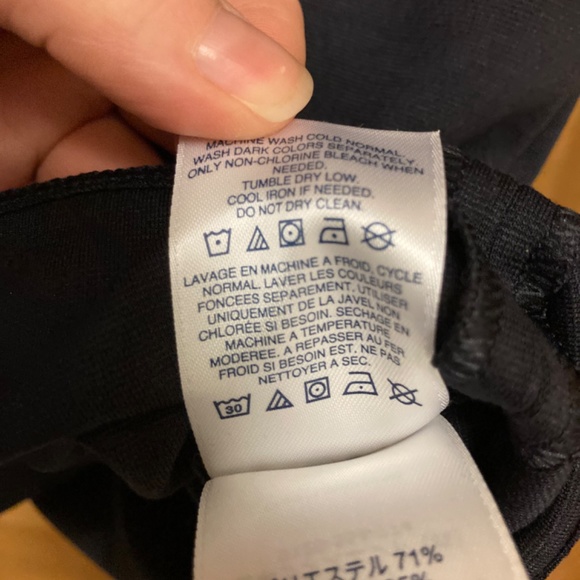 MACHINE WASH COLD NORMAL.
WASH DARK COLORS SEPARATELY.
ONLY NON-CHLORINE BLEACH WHEN
NEEDED.
TUMBLE DRY LOW.
COOL IRON IF NEEDED.
DO NOT DRY CLEAN.
LAVAGE EN MACHINE A FROID, CYCLE
NORMAL. LAVER LES COULEURS
FONCEES SEPAREMENT. UTILISER
UNIQUEMENT DE LA JAVEL NON
CHLORÉE SI BESOIN. SECHAGE EN
MACHINE A TEMPERATURE
MODEREE. A REPASSER AU FER
FROID SI BESOIN EST. NE PAS
NETTOYER A SEC.
30
エステル 71%